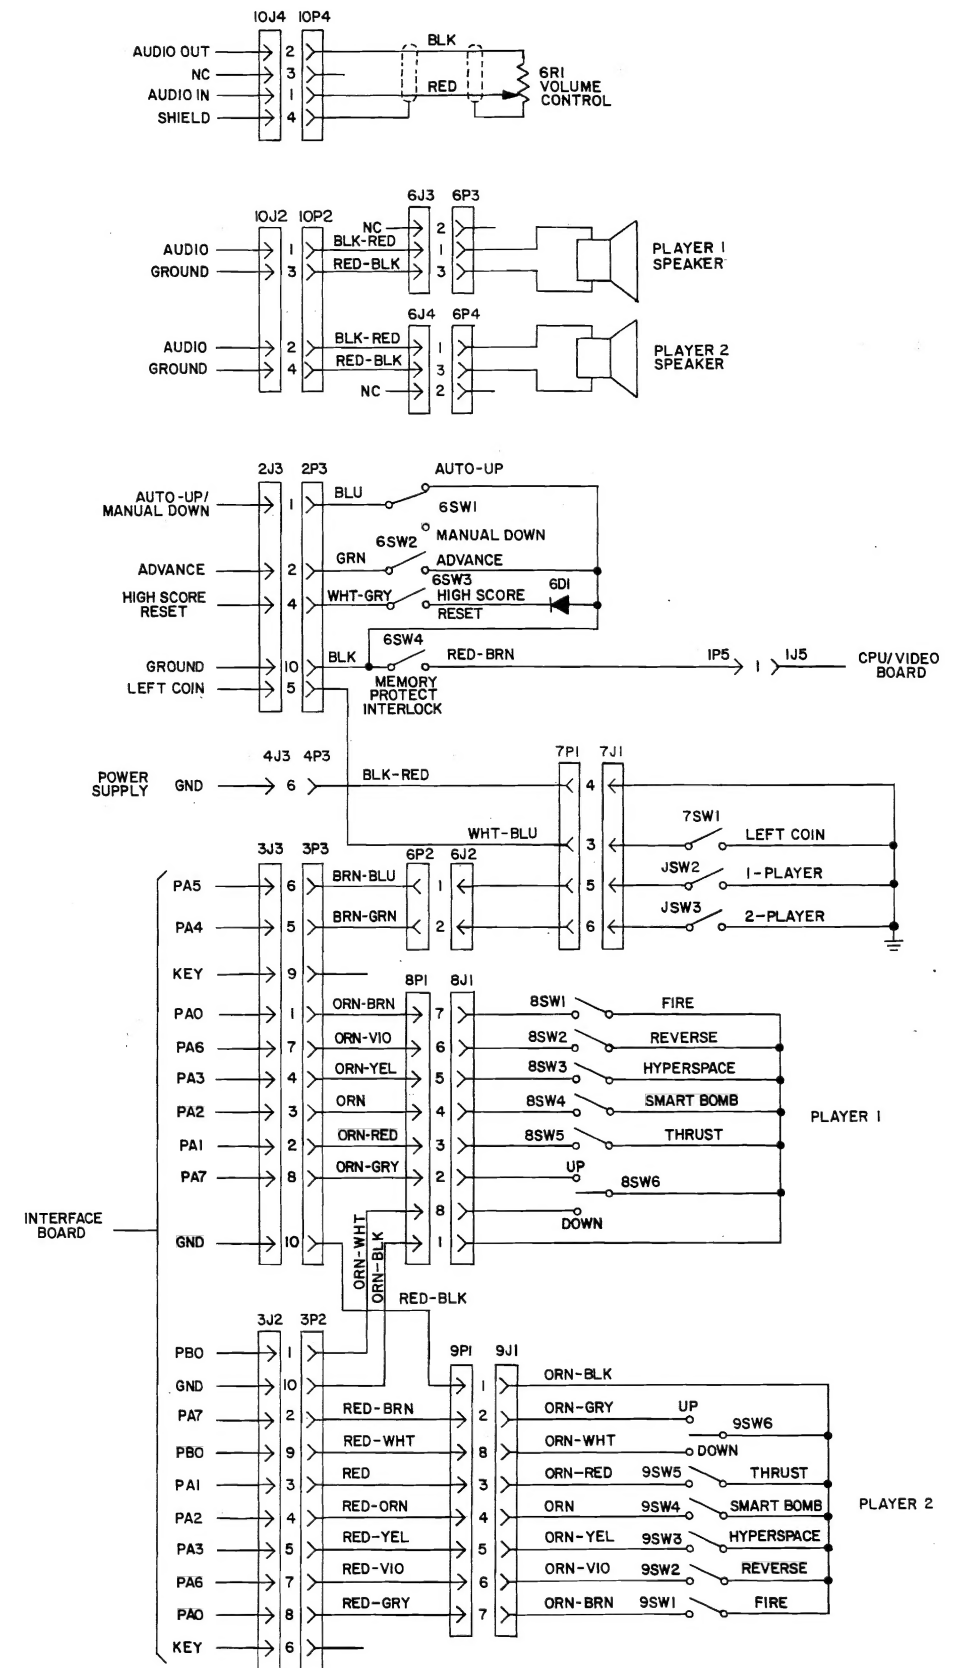 10J4 10P4
AUDIO OUT 2 BLK
NC 3
AUDIO IN 1 RED
SHIELD 4
6R1
VOLUME
CONTROL
6J3 6P3
10J2 10P2
NC 2
AUDIO 1 BLK-RED 1
GROUND 3 RED-BLK 3
PLAYER 1
SPEAKER
6J4 6P4
AUDIO 2 BLK-RED 1
GROUND 4 RED-BLK 3
NC 2
PLAYER 2
SPEAKER
2J3 2P3 AUTO-UP
AUTO-UP/
MANUAL DOWN 1 BLU 6SW1
MANUAL DOWN
6SW2
ADVANCE 2 GRN ADVANCE
6SW3 6D1
HIGH SCORE
RESET 4 WHT-GRY HIGH SCORE
RESET
6SW4
GROUND 10 BLK RED-BRN 1P5 1 1J5 CPU/VIDEO
BOARD
LEFT COIN 5 MEMORY
PROTECT
INTERLOCK
4J3 4P3 7P1 7J1
POWER
SUPPLY GND 6 BLK-RED 4
7SW1
WHT-BLU 3 LEFT COIN
3J3 3P3 6P2 6J2
PA5 6 BRN-BLU 1 5 JSW2 1-PLAYER
PA4 5 BRN-GRN 2 6 JSW3 2-PLAYER
KEY 9
8P1 8J1
PA0 1 ORN-BRN 7 8SW1 FIRE
PA6 7 ORN-VIO 6 8SW2 REVERSE
PA3 4 ORN-YEL 5 8SW3 HYPERSPACE
PA2 3 ORN 4 8SW4 SMART BOMB
PLAYER 1
PA1 2 ORN-RED 3 8SW5 THRUST
PA7 8 ORN-GRY 2 UP
8SW6
8 DOWN
INTERFACE
BOARD
GND 10 1
ORN-WHT
ORN-BLK
RED-BLK
3J2 3P2
PB0 1 9P1 9J1
GND 10 1 ORN-BLK
PA7 2 RED-BRN 2 ORN-GRY UP
9SW6
PB0 9 RED-WHT 8 ORN-WHT DOWN
PA1 3 RED 3 ORN-RED 9SW5 THRUST
PLAYER 2
PA2 4 RED-ORN 4 ORN 9SW4 SMART BOMB
PA3 5 RED-YEL 5 ORN-YEL 9SW3 HYPERSPACE
PA6 7 RED-VIO 6 ORN-VIO 9SW2 REVERSE
PA0 8 RED-GRY 7 ORN-BRN 9SW1 FIRE
KEY 6